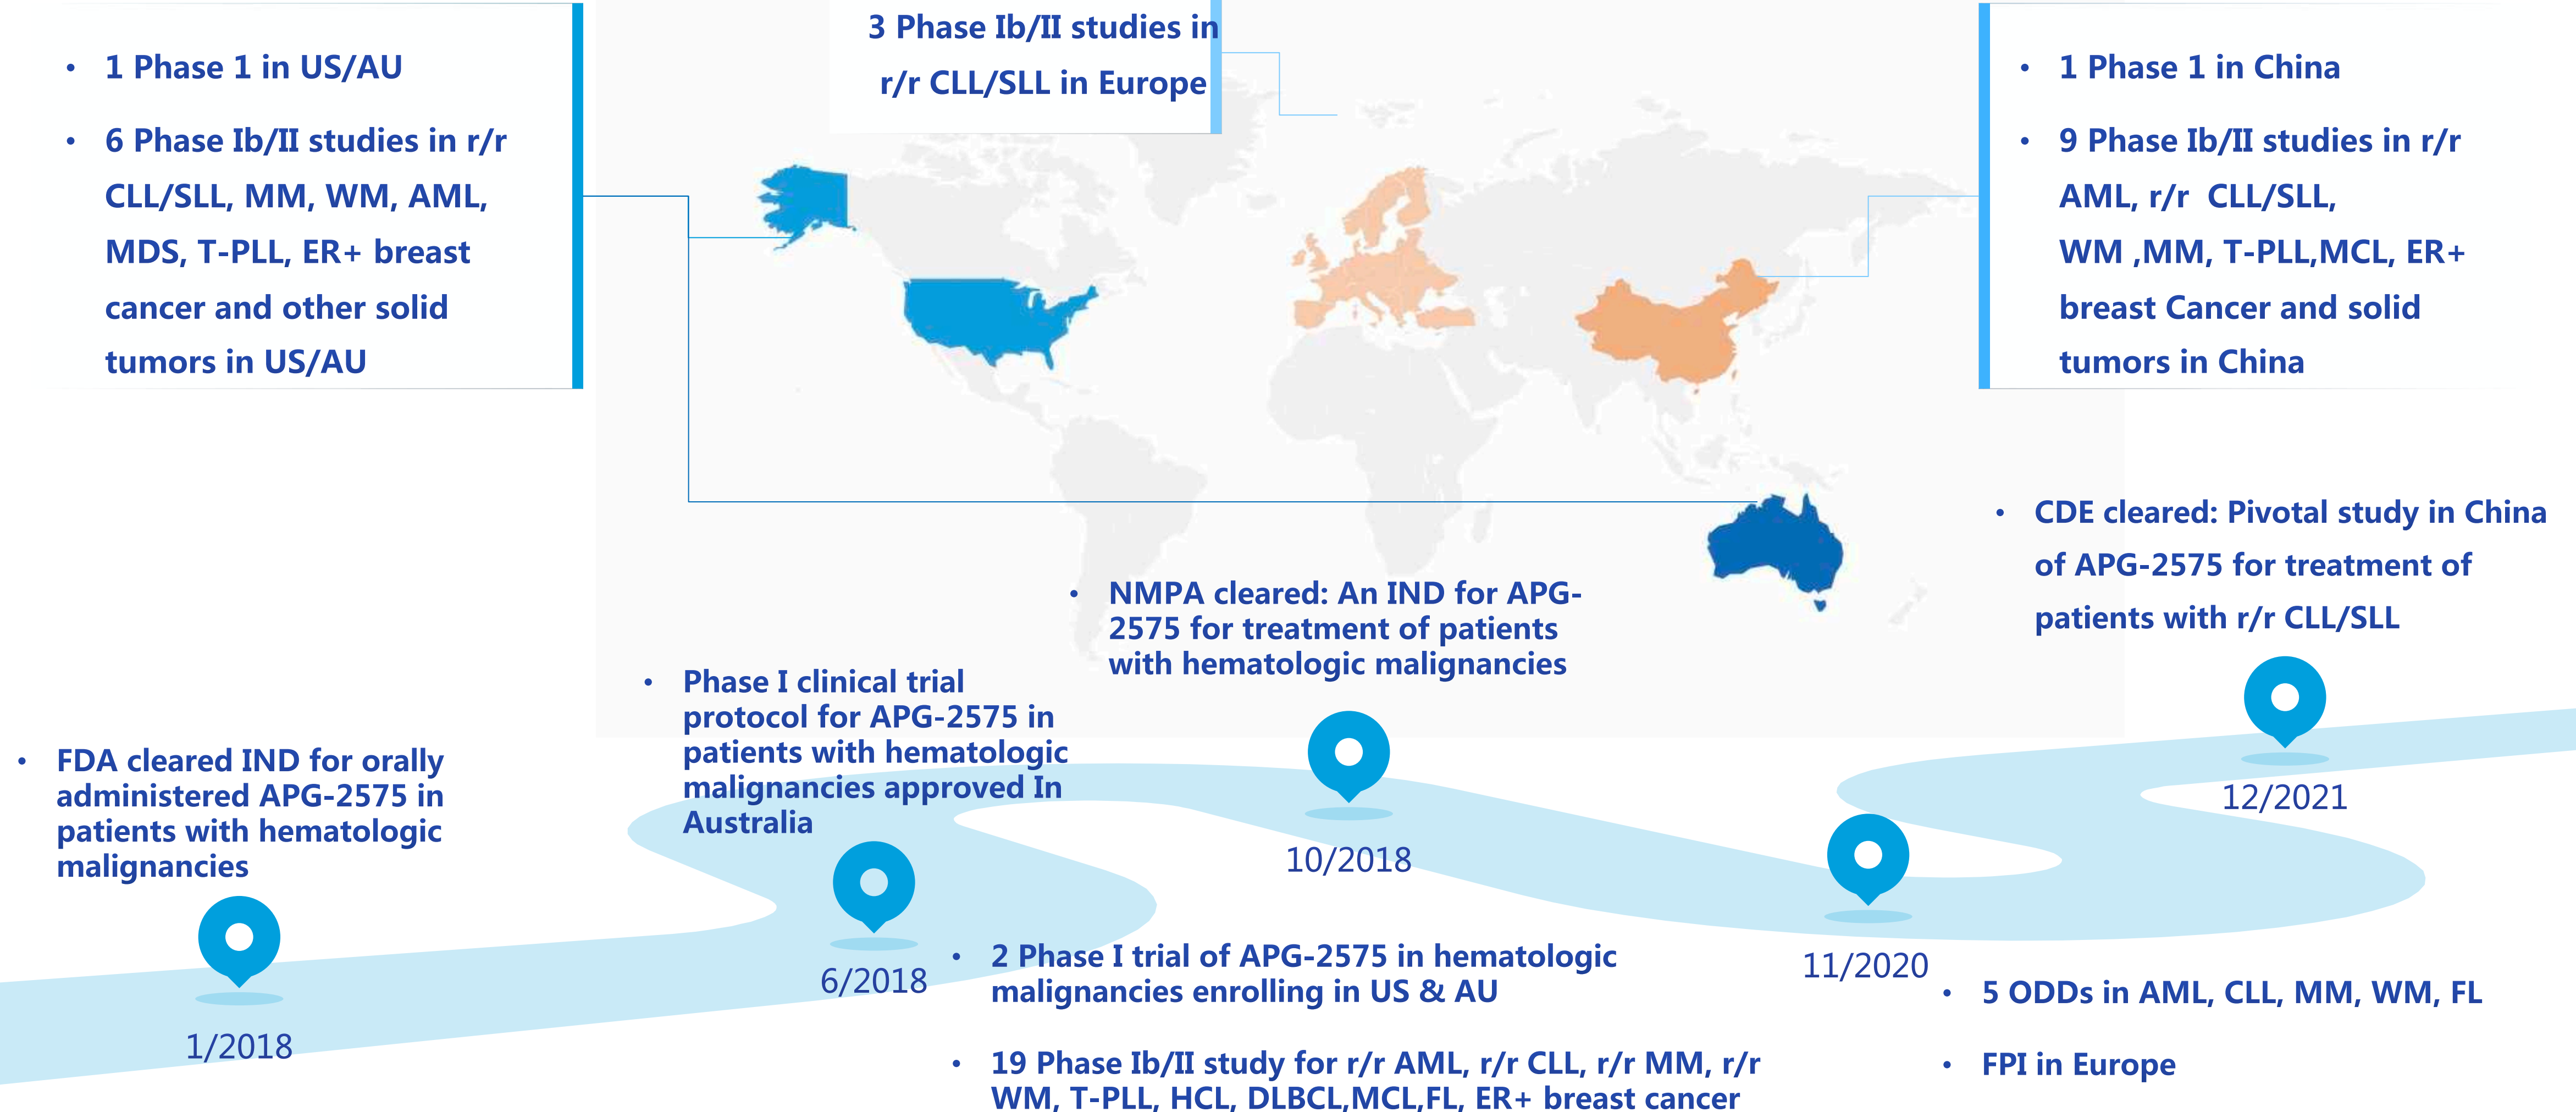 • 1 Phase 1 in US/AU
• 6 Phase Ib/II studies in r/r
CLL/SLL, MM, WM, AML,
MDS, T-PLL, ER+ breast
cancer and other solid
tumors in US/AU
3 Phase Ib/II studies in
r/r CLL/SLL in Europe
• 1 Phase 1 in China
• 9 Phase Ib/II studies in r/r
AML, r/r  CLL/SLL,
WM ,MM, T-PLL,MCL, ER+
breast Cancer and solid
tumors in China
• FDA cleared IND for orally
administered APG-2575 in
patients with hematologic
malignancies
1/2018
• Phase I clinical trial
protocol for APG-2575 in
patients with hematologic
malignancies approved In
Australia
6/2018
• NMPA cleared: An IND for APG-
2575 for treatment of patients
with hematologic malignancies
10/2018
• 2 Phase I trial of APG-2575 in hematologic
malignancies enrolling in US & AU
• 19 Phase Ib/II study for r/r AML, r/r CLL, r/r MM, r/r
WM, T-PLL, HCL, DLBCL,MCL,FL, ER+ breast cancer
11/2020
• 5 ODDs in AML, CLL, MM, WM, FL
• FPI in Europe
• CDE cleared: Pivotal study in China
of APG-2575 for treatment of
patients with r/r CLL/SLL
12/2021